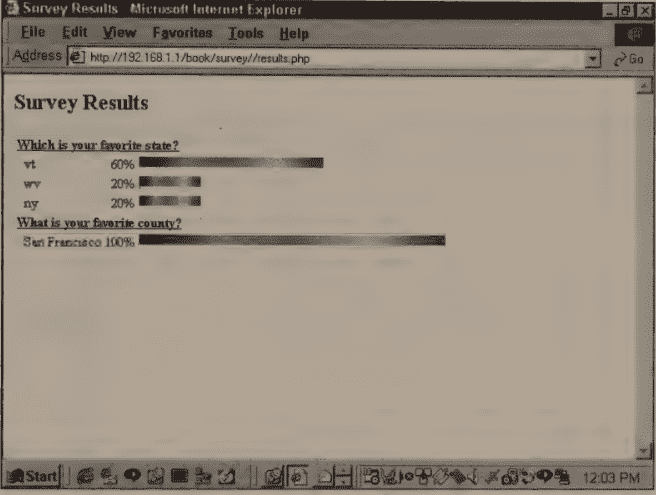 Survey Results Microsoft Internet Explorer
File Edit View Favorites Tools Help
Address http://192.168.1.1/book/survey//results.php Go
Survey Results
Which is your favorite state?
vt 60%
wv 20%
ny 20%
What is your favorite county?
San Francisco 100%
Start 12:03 PM